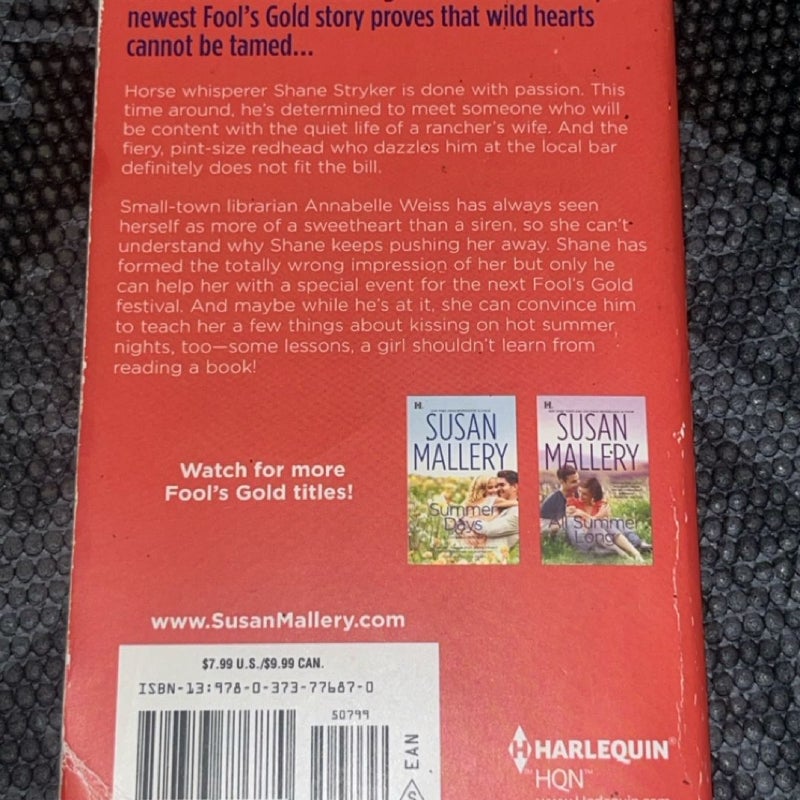 newest Fool's Gold story proves that wild hearts
cannot be tamed...
Horse whisperer Shane Stryker is done with passion. This
time around, he's determined to meet someone who will
be content with the quiet life of a rancher's wife. And the
fiery, pint-size redhead who dazzles him at the local bar
definitely does not fit the bill.
Small-town librarian Annabelle Weiss has always seen
herself as more of a sweetheart than a siren, so she can't
understand why Shane keeps pushing her away. Shane has
formed the totally wrong impression of her but only he
can help her with a special event for the next Fool's Gold
festival. And maybe while he's at it, she can convince him
to teach her a few things about kissing on hot summer
nights, too—some lessons, a girl shouldn't learn from
reading a book!
Watch for more
Fool's Gold titles!
H.
SUSAN
MALLERY
Summer
Days
H.
SUSAN
MALLERY
All Summer
Long
www.SusanMallery.com
$7.99 U.S./$9.99 CAN.
ISBN-13:978-0-373-77687-0
50799
EAN
S
HARLEQUIN®
™HQN™